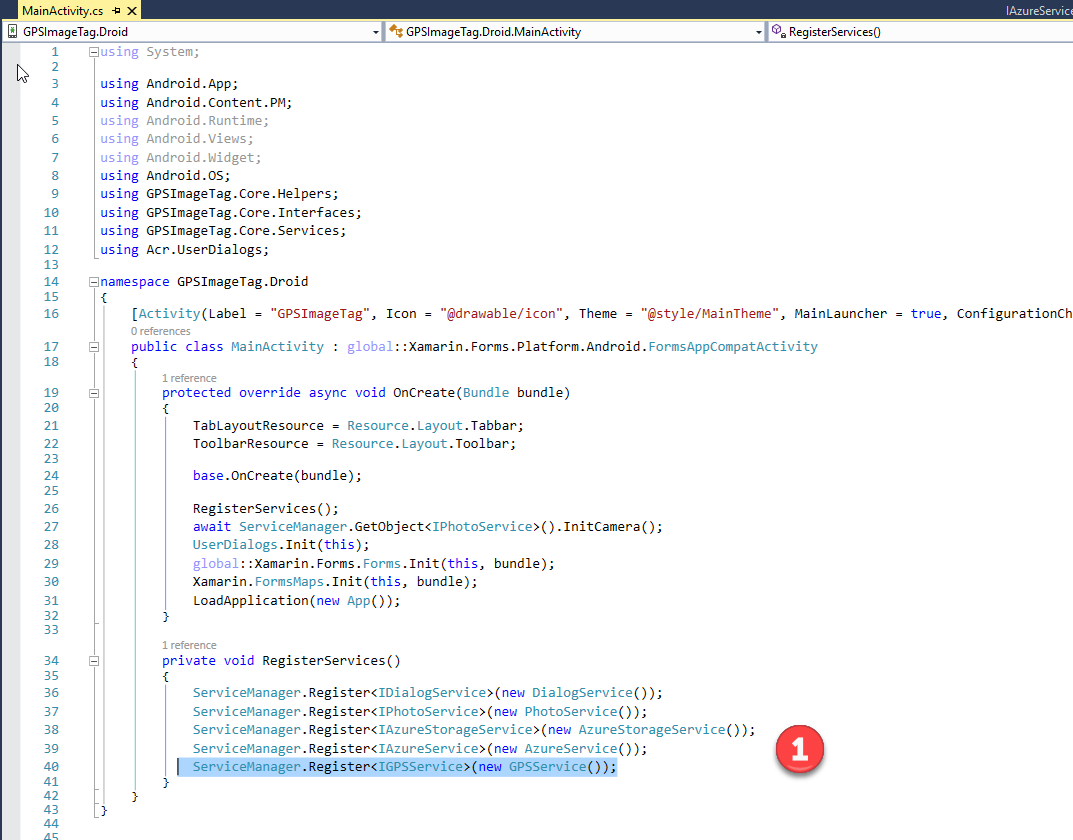 MainActivity.cs
IAzureService
GPSImageTag.Droid
GPSImageTag.Droid.MainActivity
RegisterServices()
1 using System;
2
3 using Android.App;
4 using Android.Content.PM;
5 using Android.Runtime;
6 using Android.Views;
7 using Android.Widget;
8 using Android.OS;
9 using GPSImageTag.Core.Helpers;
10 using GPSImageTag.Core.Interfaces;
11 using GPSImageTag.Core.Services;
12 using Acr.UserDialogs;
13
14 namespace GPSImageTag.Droid
15 {
16 [Activity(Label = "GPSImageTag", Icon = "@drawable/icon", Theme = "@style/MainTheme", MainLauncher = true, ConfigurationCh
0 references
17 public class MainActivity : global::Xamarin.Forms.Platform.Android.FormsAppCompatActivity
18 {
1 reference
19 protected override async void OnCreate(Bundle bundle)
20 {
21 TabLayoutResource = Resource.Layout.Tabbar;
22 ToolbarResource = Resource.Layout.Toolbar;
23
24 base.OnCreate(bundle);
25
26 RegisterServices();
27 await ServiceManager.GetObject<IPhotoService>().InitCamera();
28 UserDialogs.Init(this);
29 global::Xamarin.Forms.Forms.Init(this, bundle);
30 Xamarin.FormsMaps.Init(this, bundle);
31 LoadApplication(new App());
32 }
33
1 reference
34 private void RegisterServices()
35 {
36 ServiceManager.Register<IDialogService>(new DialogService());
37 ServiceManager.Register<IPhotoService>(new PhotoService());
38 ServiceManager.Register<IAzureStorageService>(new AzureStorageService());
39 ServiceManager.Register<IAzureService>(new AzureService());
1
40 ServiceManager.Register<IGPSService>(new GPSService());
41 }
42 }
43 }
44
45